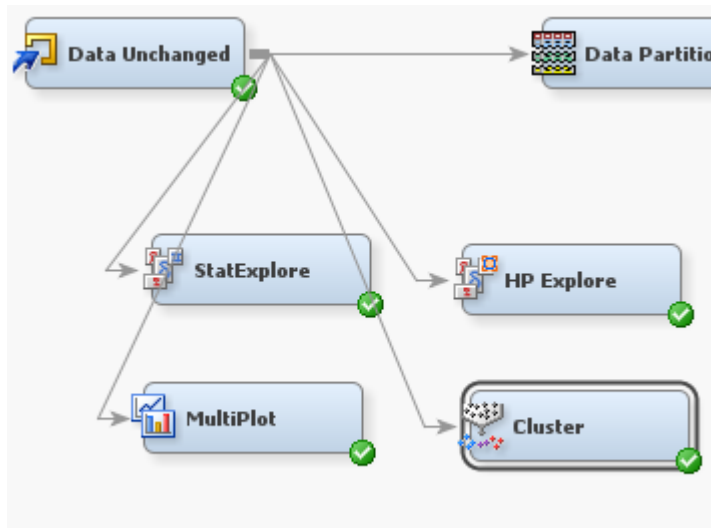 Data Unchanged
Data Partitio
StatExplore
HP Explore
MultiPlot
Cluster